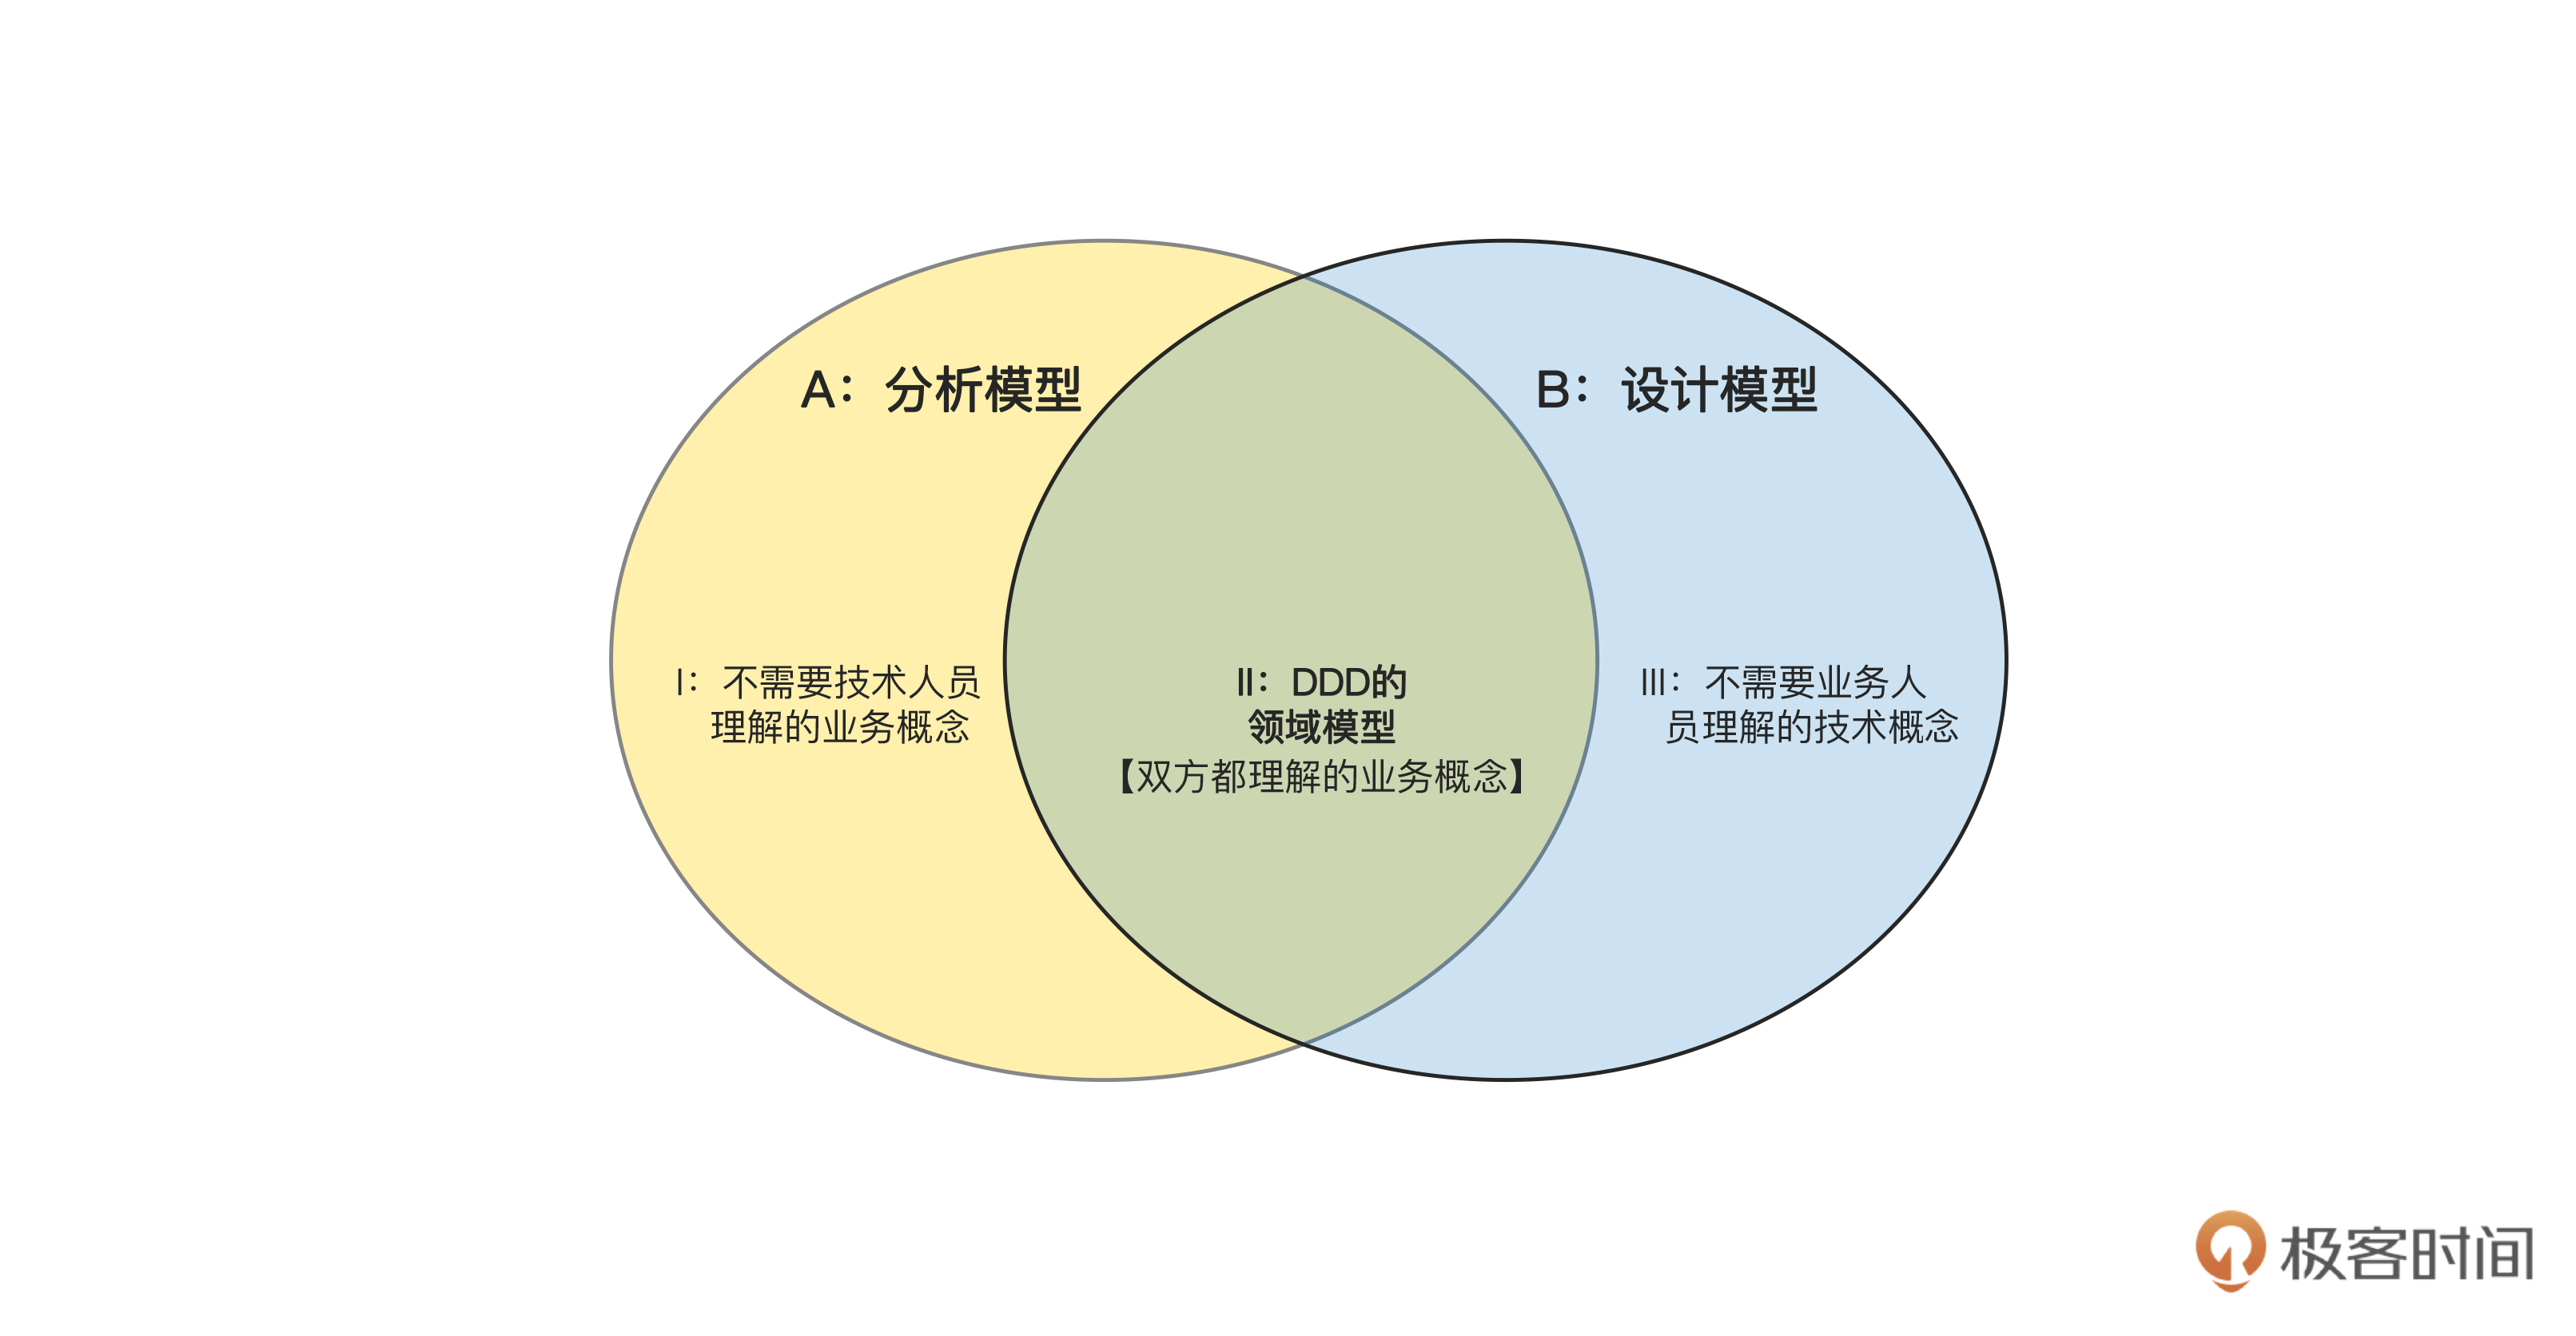 A：分析模型
B：设计模型
I：不需要技术人员
理解的业务概念
II：DDD的
领域模型
【双方都理解的业务概念】
III：不需要业务人
员理解的技术概念
极客时间